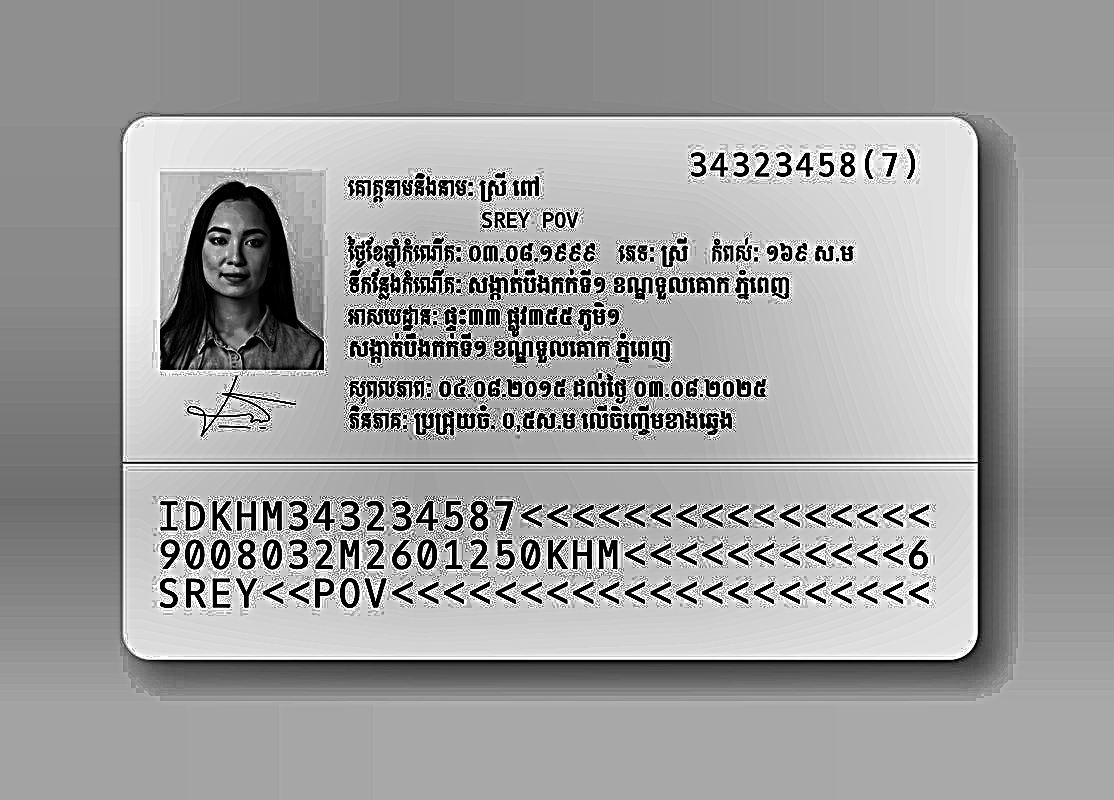 34323458(7)
គោត្តនាមនិងនាម: ស្រី ពៅ
SREY POV
ថ្ងៃខែឆ្នាំកំណើត: ០៣.០៨.១៩៩៩ ភេទ: ស្រី កំពស់: ១៦៩ ស.ម
ទីកន្លែងកំណើត: សង្កាត់បឹងកក់ទី១ ខណ្ឌទួលគោក ភ្នំពេញ
អាសយដ្ឋាន: ផ្ទះ៣៣ ផ្លូវ៣៥៥ ភូមិ១
សង្កាត់បឹងកក់ទី១ ខណ្ឌទួលគោក ភ្នំពេញ
សុពលភាព: ០៤.០៨.២០១៥ ដល់ថ្ងៃ ០៣.០៨.២០២៥
ភិនភាគ: ប្រជ្រុយចំ. ០,៥ស.ម លើចិញ្ចើមខាងឆ្វេង
IDKHM343234587<<<<<<<<<<<<<<<<
9008032M2601250KHM<<<<<<<<<<<6
SREY<<POV<<<<<<<<<<<<<<<<<<<<<